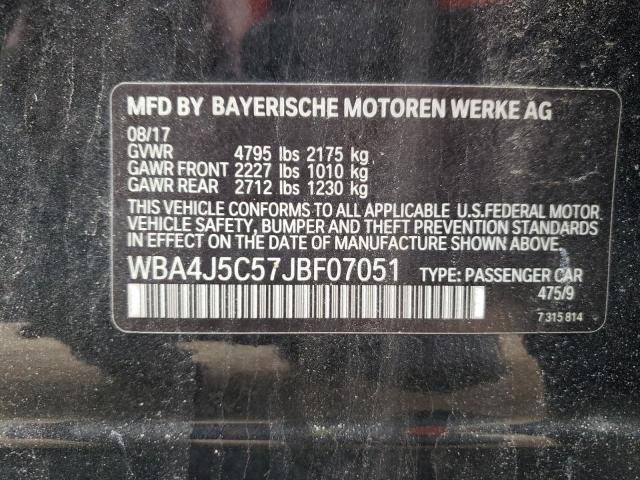 MFD BY BAYERISCHE MOTOREN WERKE AG
08/17
GVWR 4795 lbs 2175 kg
GAWR FRONT 2227 lbs 1010 kg
GAWR REAR 2712 lbs 1230 kg
THIS VEHICLE CONFORMS TO ALL APPLICABLE U.S.FEDERAL MOTOR
VEHICLE SAFETY, BUMPER AND THEFT PREVENTION STANDARDS
IN EFFECT ON THE DATE OF MANUFACTURE SHOWN ABOVE.
WBA4J5C57JBF07051 TYPE: PASSENGER CAR
475/9
7 315 814